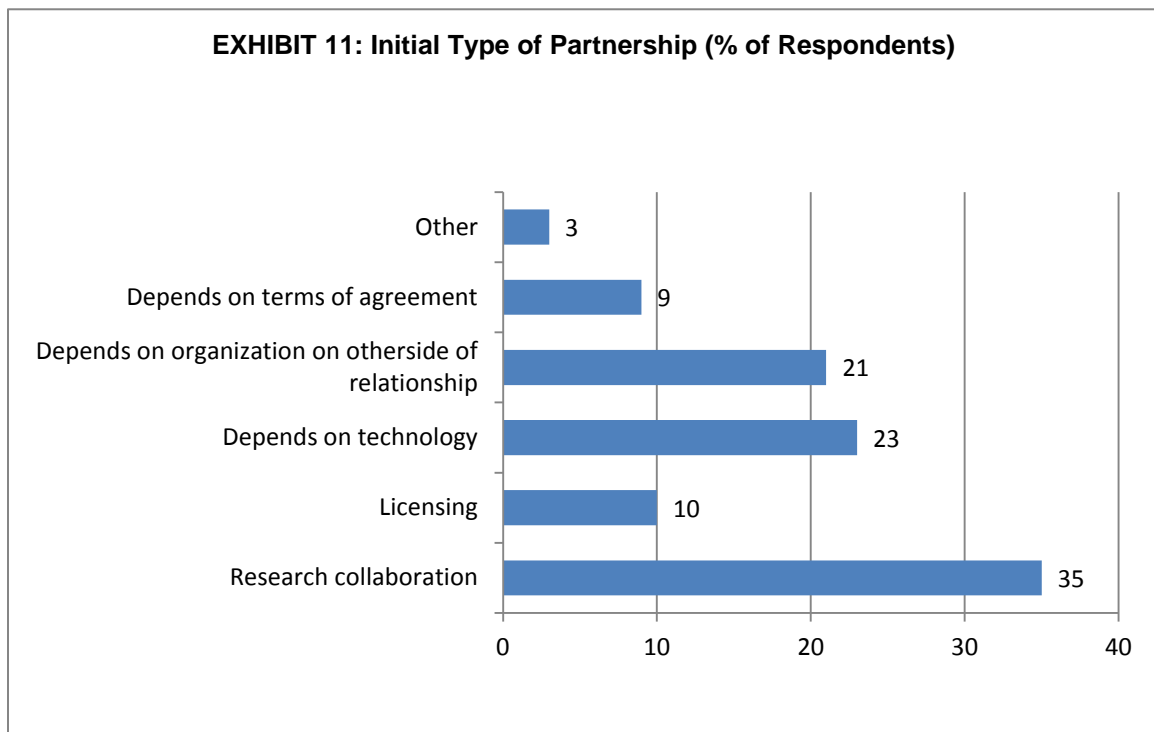 EXHIBIT 11: Initial Type of Partnership (% of Respondents)
Other
3
Depends on terms of agreement
9
Depends on organization on otherside of
relationship
21
Depends on technology
23
Licensing
10
Research collaboration
35
0 10 20 30 40